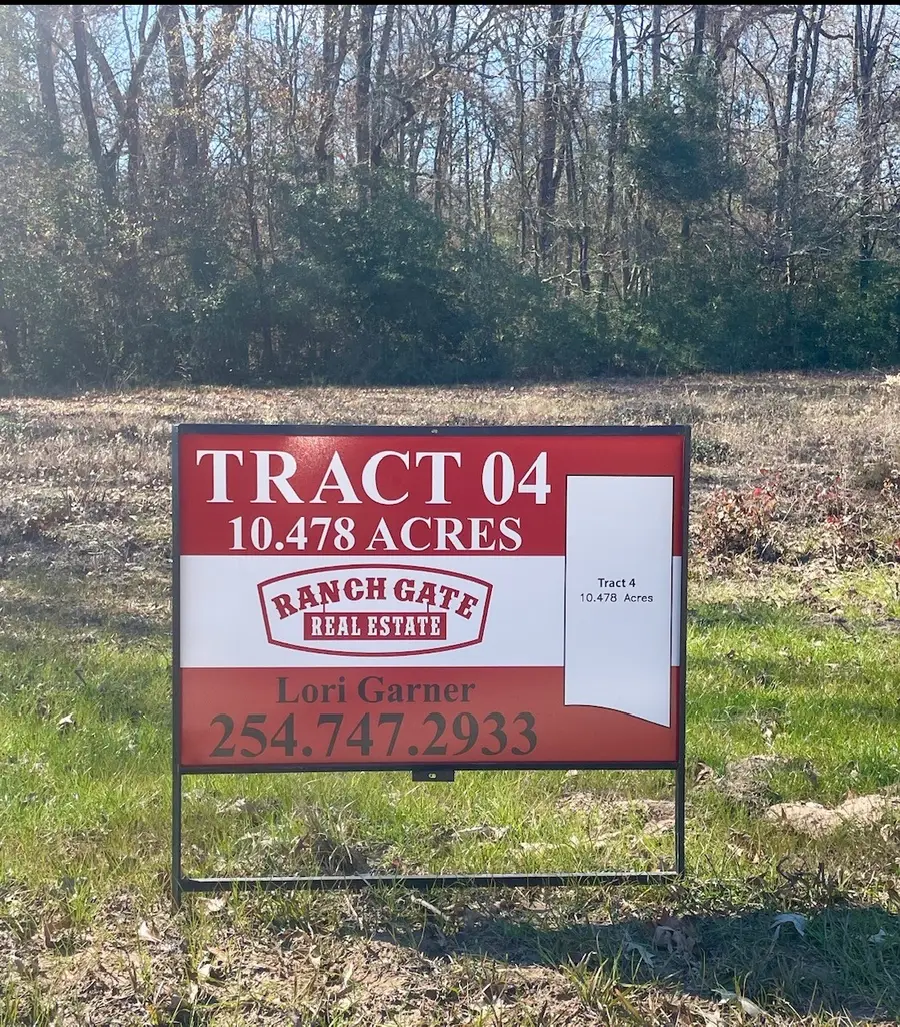 TRACT 04
10.478 ACRES
RANCH GATE
REAL ESTATE
Lori Garner
254.747.2933
Tract 4
10.478 Acres